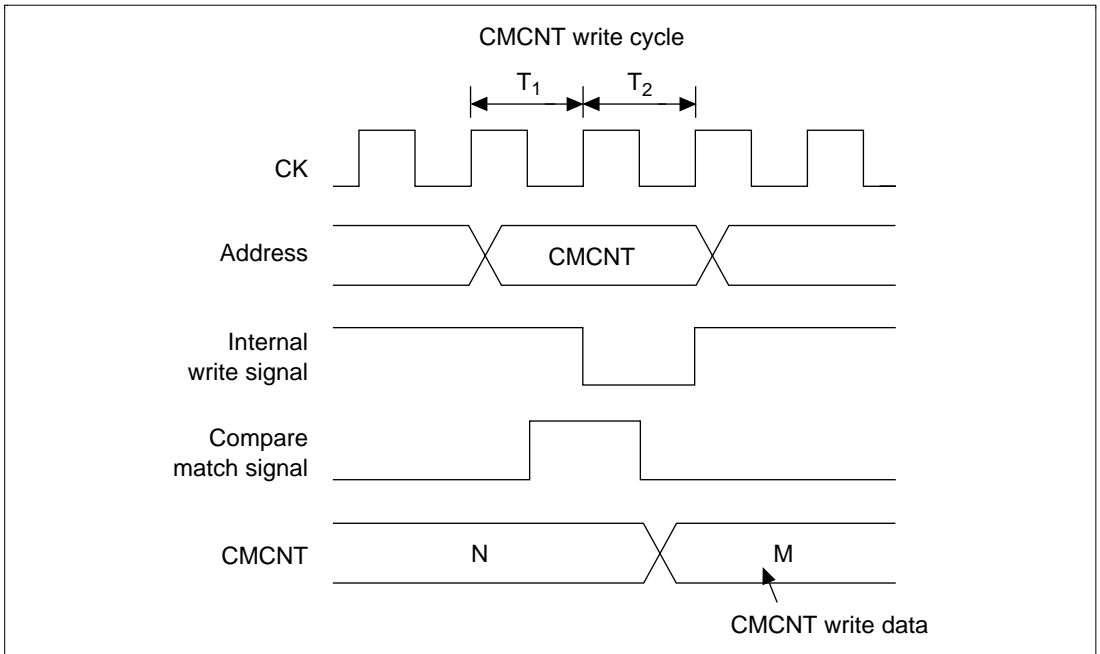 CMCNT write cycle
T1 T2
CK
Address CMCNT
Internal
write signal
Compare
match signal
CMCNT N M
CMCNT write data